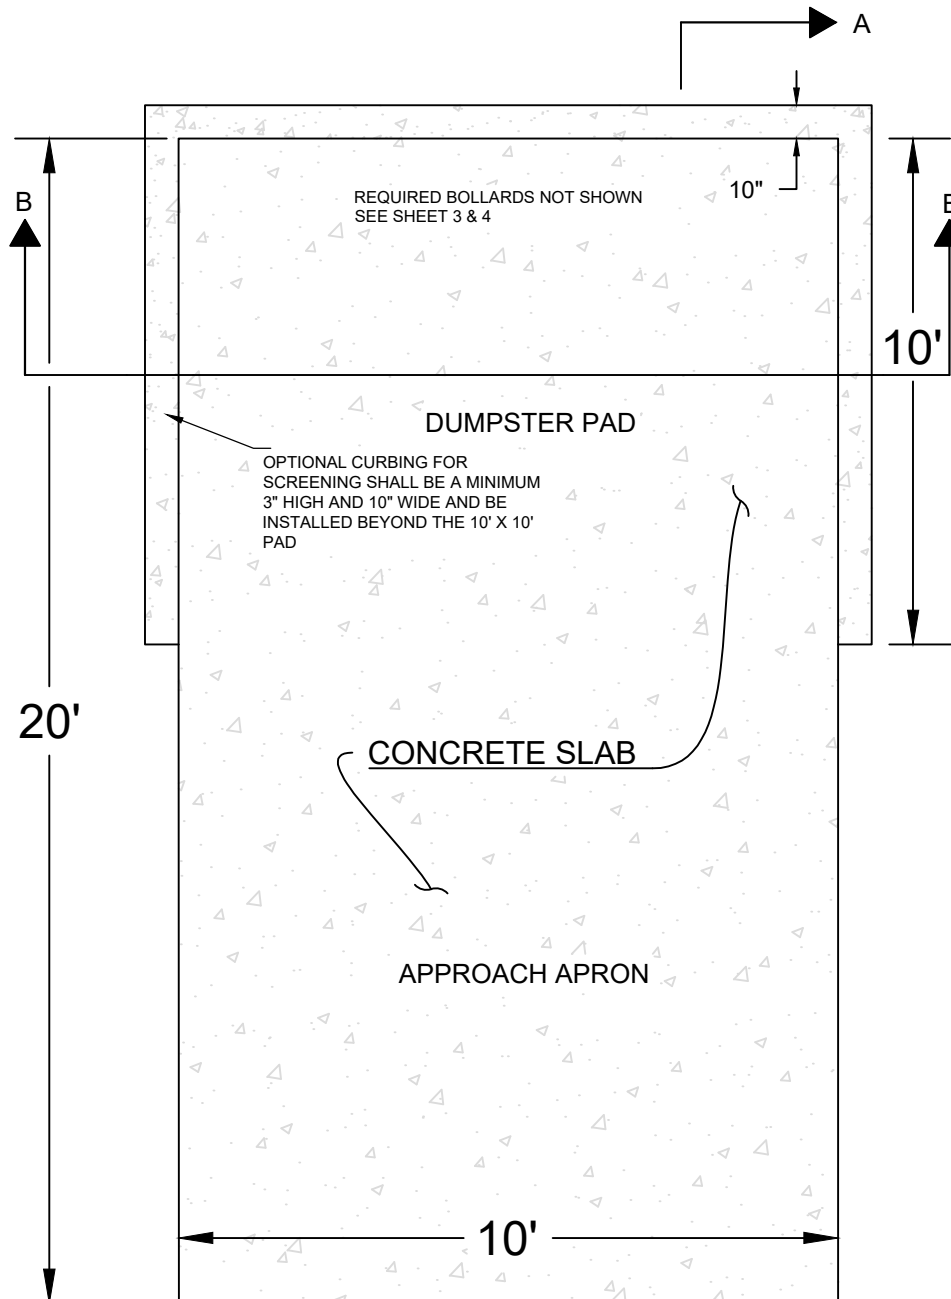 A
10"
REQUIRED BOLLARDS NOT SHOWN
SEE SHEET 3 & 4
B
B
10'
DUMPSTER PAD
OPTIONAL CURBING FOR
SCREENING SHALL BE A MINIMUM
3" HIGH AND 10" WIDE AND BE
INSTALLED BEYOND THE 10' X 10'
PAD
20'
CONCRETE SLAB
APPROACH APRON
10'